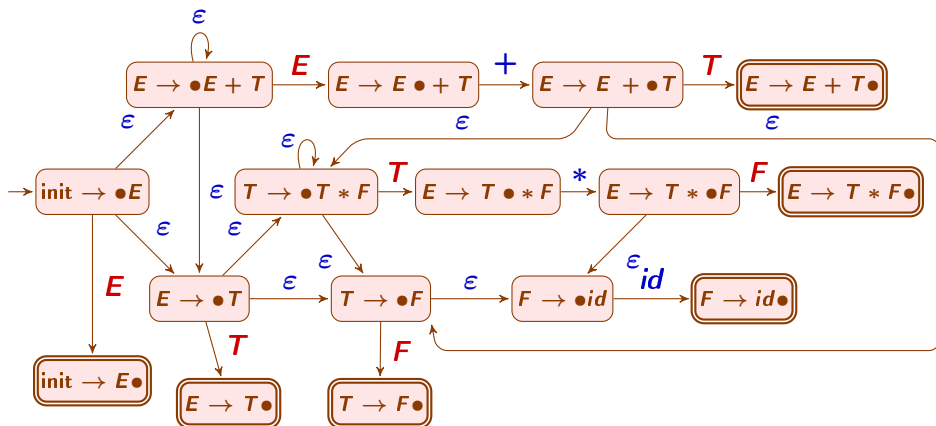 ε
E → •E + T
E
E → E • + T
+
E → E + •T
T
E → E + T•
ε
ε
ε
ε
init → •E
ε
T → •T * F
T
E → T • * F
*
E → T * •F
F
E → T * F•
ε
ε
ε
ε
E
E → •T
ε
T → •F
ε
F → •id
id
F → id•
T
F
init → E•
E → T•
T → F•